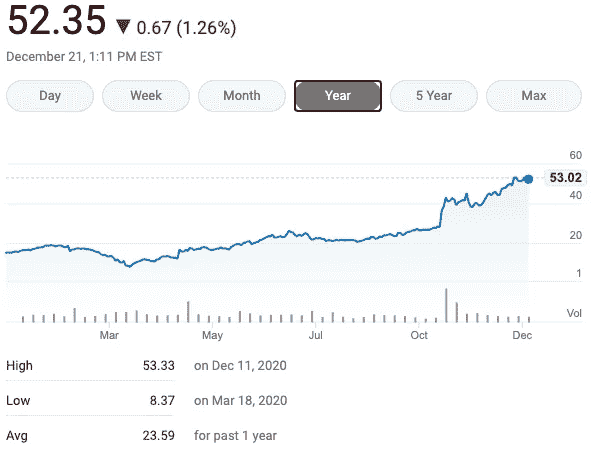 52.35 ▼ 0.67 (1.26%)
December 21, 1:11 PM EST
Day Week Month Year 5 Year Max
60
53.02
40
20
1
Vol
Mar May Jul Oct Dec
High 53.33 on Dec 11, 2020
Low 8.37 on Mar 18, 2020
Avg 23.59 for past 1 year